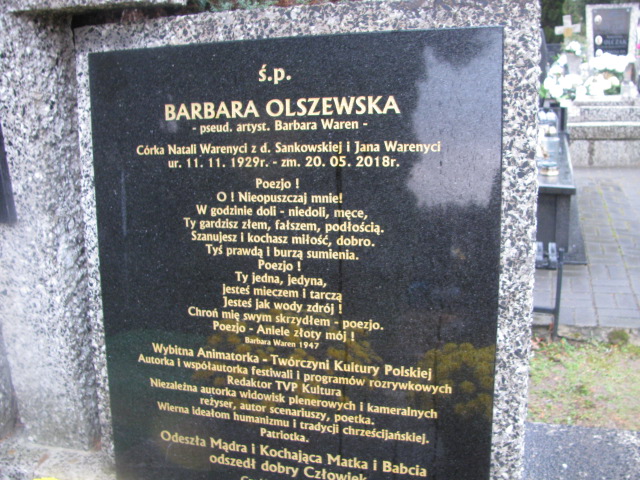 ś.p.
BARBARA OLSZEWSKA
- pseud. artyst. Barbara Waren -
Córka Natali Warenyci z d. Sankowskiej i Jana Warenyci
ur. 11. 11. 1929r. - zm. 20. 05. 2018r.
Poezjo !
O ! Nieopuszczaj mnie!
W godzinie doli - niedoli, męce,
Ty gardzisz złem, fałszem, podłością.
Szanujesz i kochasz miłość, dobro.
Tyś prawdą i burzą sumienia.
Poezjo !
Ty jedna, jedyna,
Jesteś mieczem i tarczą
Jesteś jak wody zdrój !
Chroń mię swym skrzydłem - poezjo.
Poezjo - Aniele złoty mój !
Barbara Waren 1947
Wybitna Animatorka - Twórczyni Kultury Polskiej
Autorka i współautorka festiwali i programów rozrywkowych
Redaktor TVP Kultura
Niezależna autorka widowisk plenerowych i kameralnych
reżyser, autor scenariuszy, poetka.
Wierna ideałom humanizmu i tradycji chrześcijańskiej.
Patriotka.
Odeszła Mądra i Kochająca Matka i Babcia
odszedł dobry Człowiek